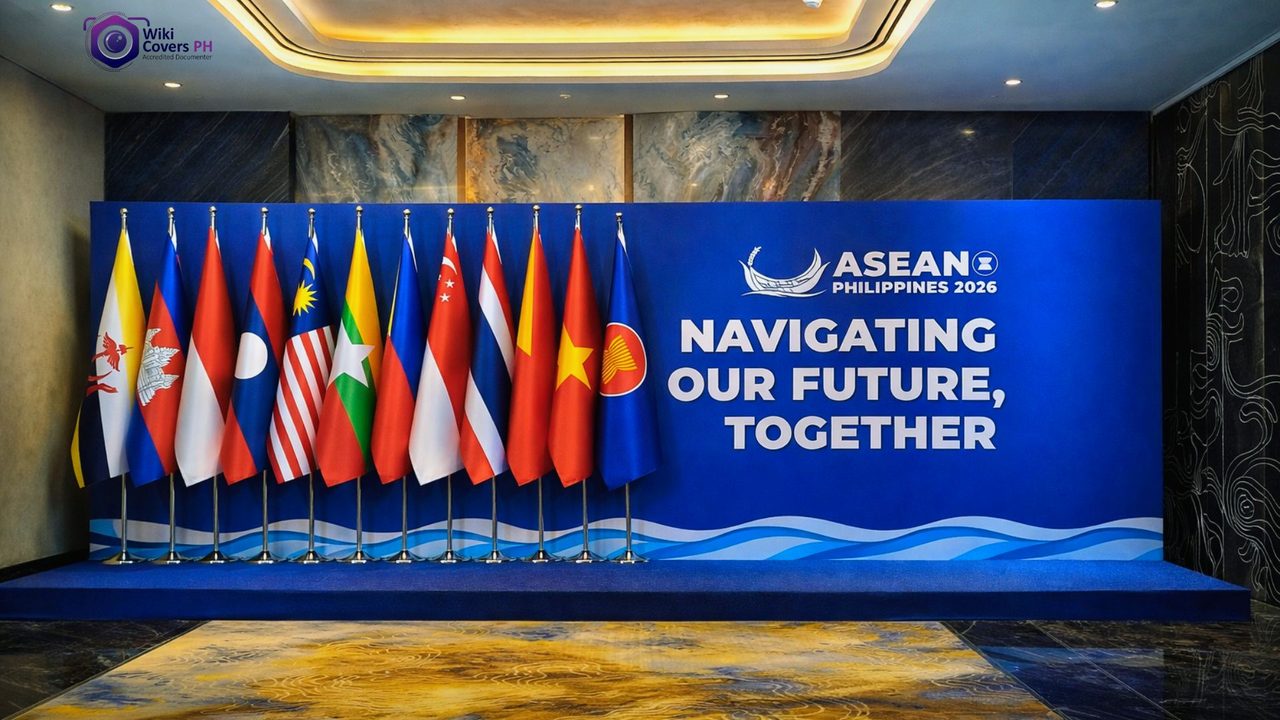 Wiki
Covers PH
Accredited Documenter
ASEAN
PHILIPPINES 2026
NAVIGATING
OUR FUTURE,
TOGETHER